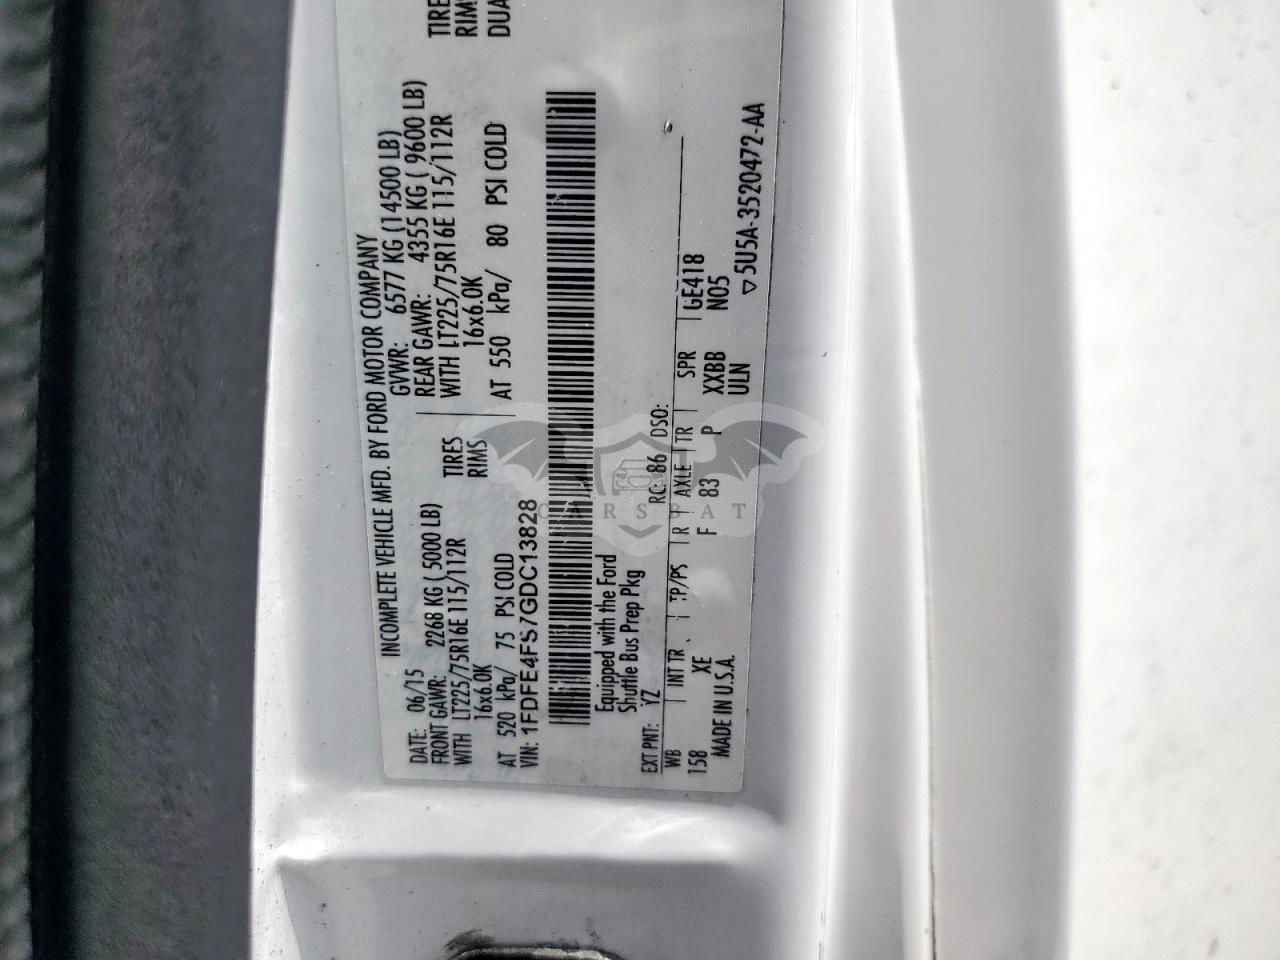 INCOMPLETE VEHICLE MFD. BY FORD MOTOR COMPANY
DATE: 06/15 GVWR: 6577 KG (14500 LB)
FRONT GAWR: 2268 KG ( 5000 LB) REAR GAWR: 4355 KG ( 9600 LB)
WITH LT225/75R16E 115/112R TIRES WITH LT225/75R16E 115/112R TIRE
16x6.0K RIMS 16x6.0K RIM
AT 520 kPa/ 75 PSI COLD AT 550 kPa/ 80 PSI COLD DUA
VIN: 1FDFE4FS7GDC13828
Equipped with the Ford
Shuttle Bus Prep Pkg
EXT PNT: YZ RC: 86 DSO:
WB INT TR TP/PS R AXLE TR SPR GE418
158 XE F 83 P XXBB N05
MADE IN U.S.A. ULN
5U5A-3520472-AA
CARSBAT